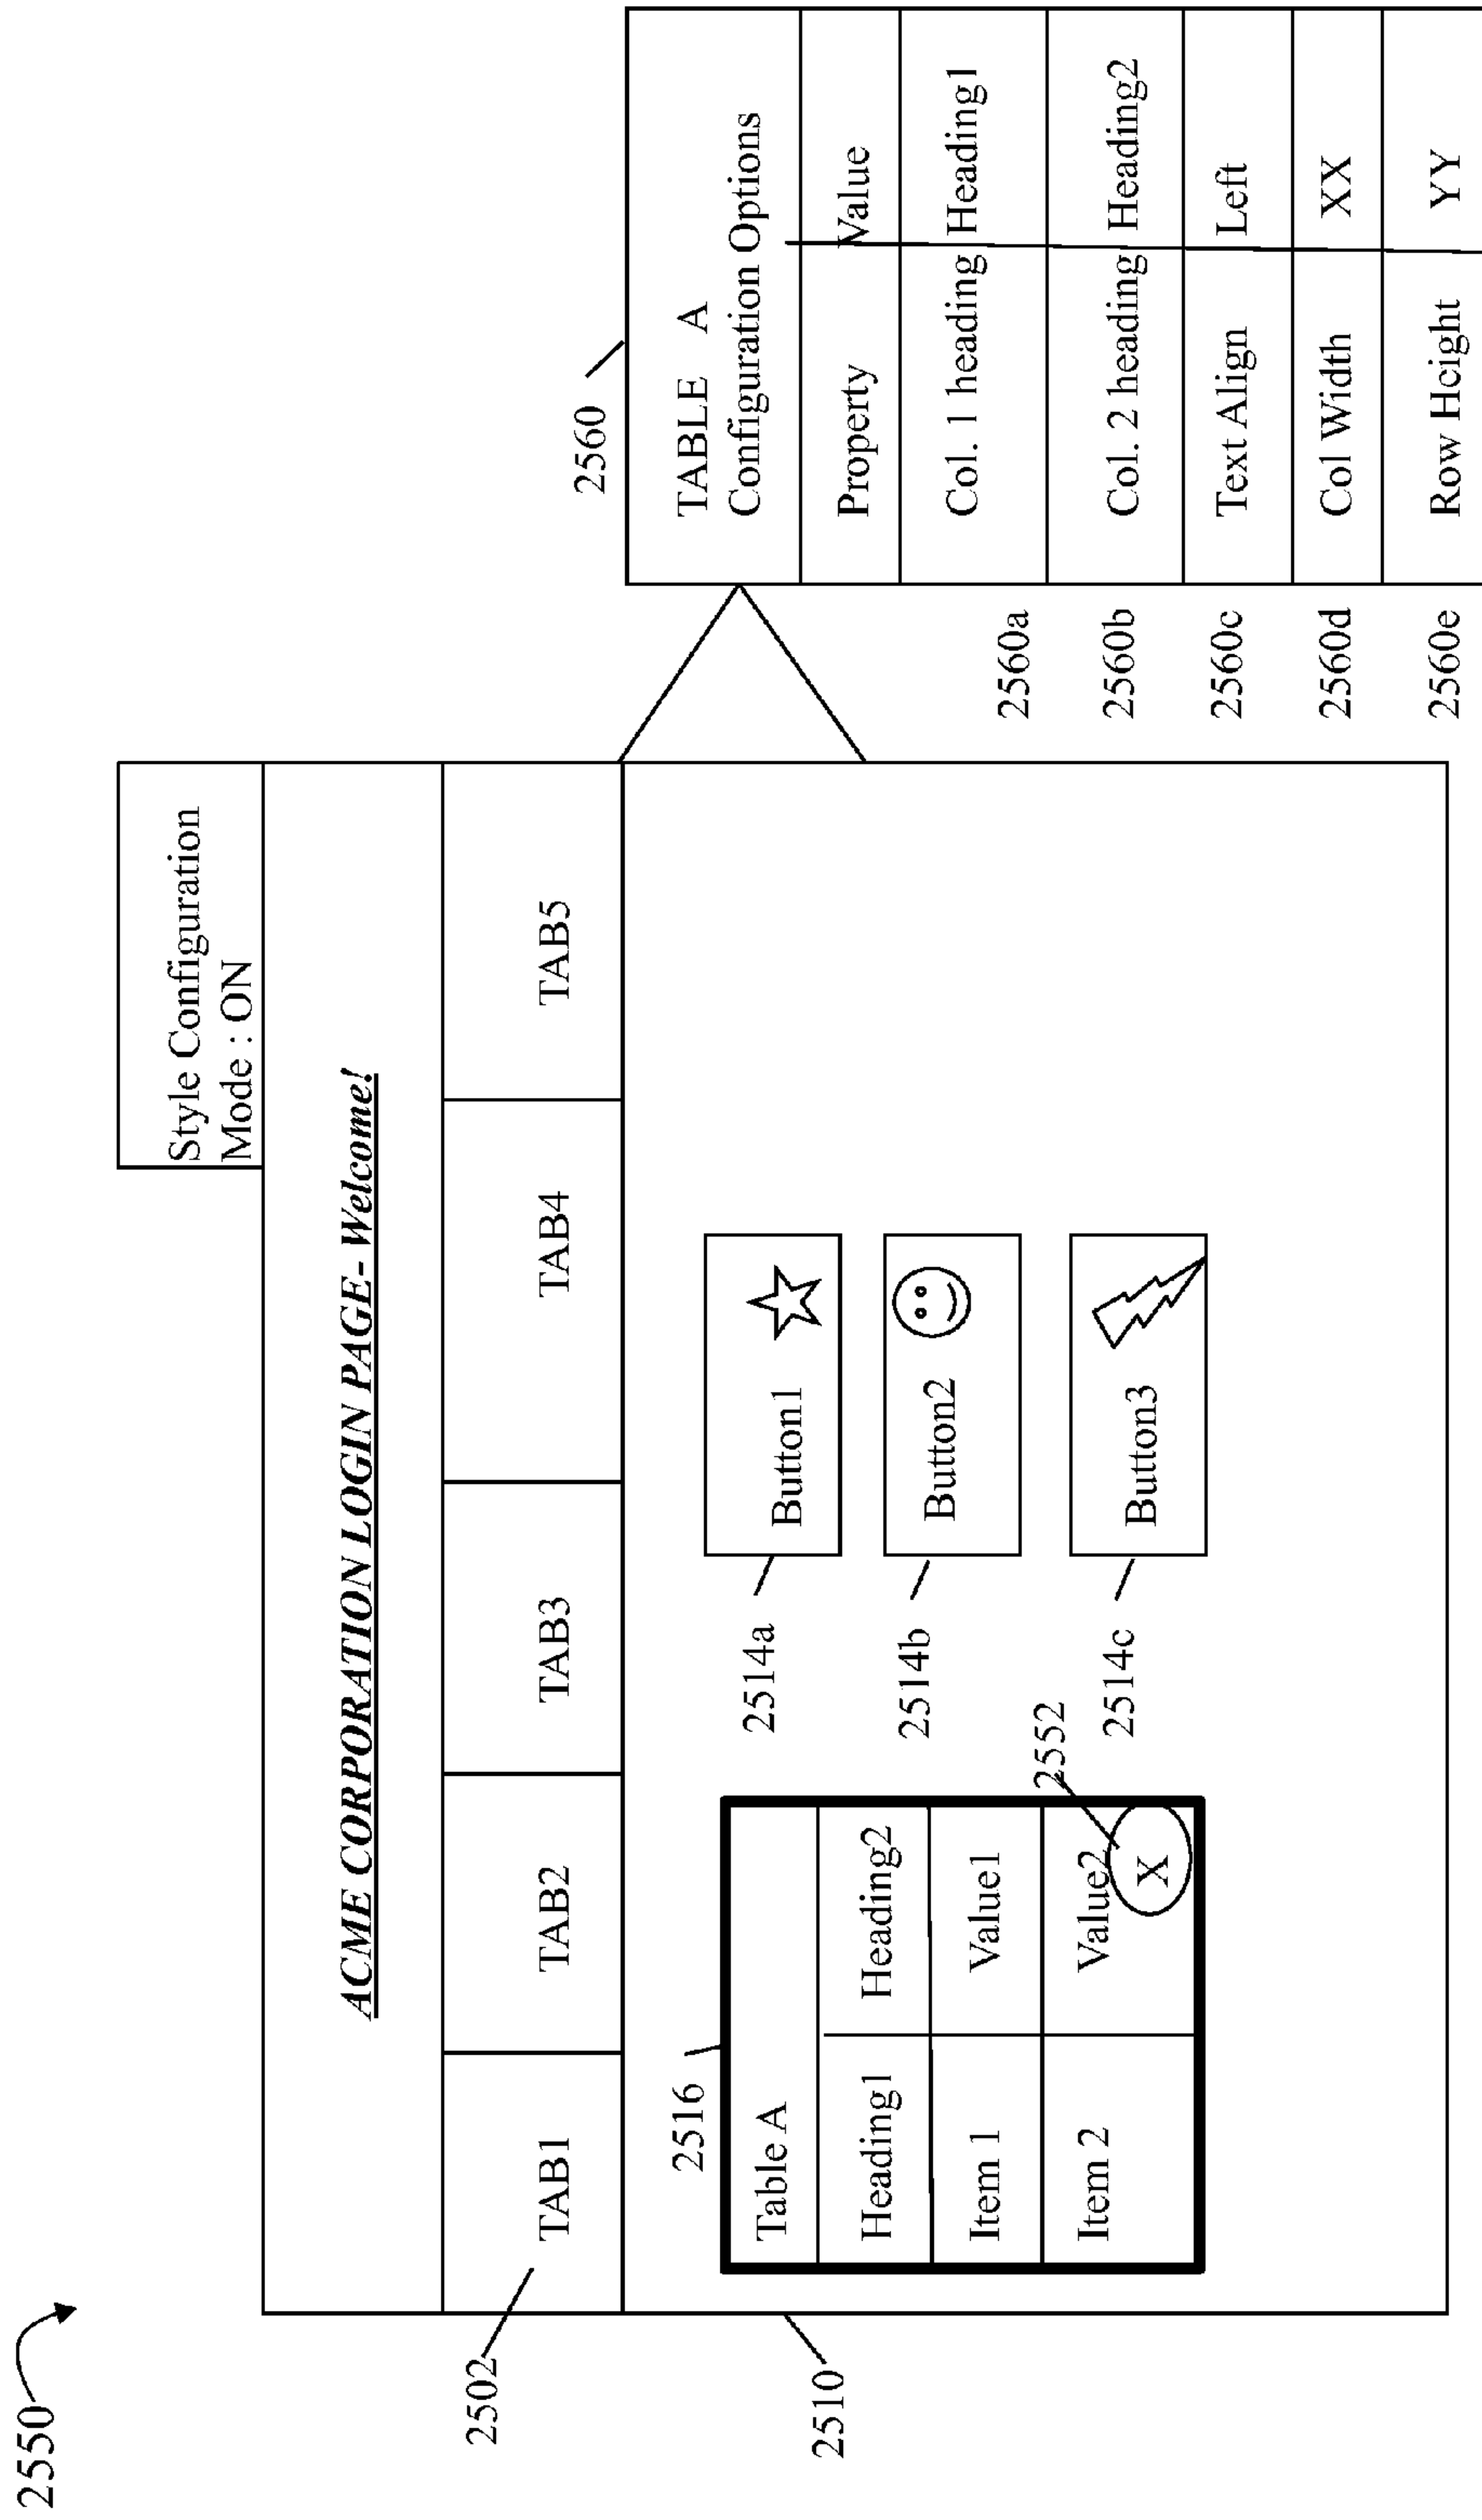 2550
Style Configuration
Mode : ON
ACME CORPORATION LOGIN PAGE- Welcome!
2502
TAB1 TAB2 TAB3 TAB4 TAB5
2510
2516
Table A
Heading1 Heading2
Item 1 Value1
Item 2 Value2
X
2552
2514a
Button1
2514b
Button2
2514c
Button3
2560
TABLE A
Configuration Options
Property Value
2560a
Col. 1 heading Heading1
2560b
Col. 2 heading Heading2
2560c
Text Align Left
2560d
Col Width XX
2560e
Row Height YY